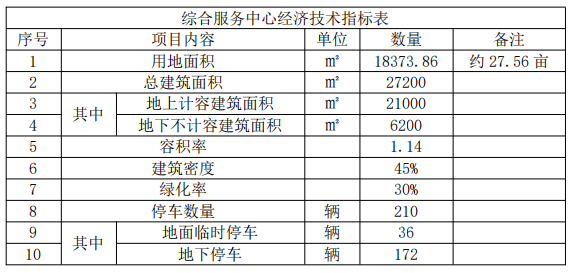 综合服务中心经济技术指标表
序号 项目内容 单位 数量 备注
1 用地面积 ㎡ 18373.86 约27.56亩
2 总建筑面积 ㎡ 27200
3 其中 地上计容建筑面积 ㎡ 21000
4 地下不计容建筑面积 ㎡ 6200
5 容积率 1.14
6 建筑密度 45%
7 绿化率 30%
8 停车数量 辆 210
9 其中 地面临时停车 辆 36
10 地下停车 辆 172